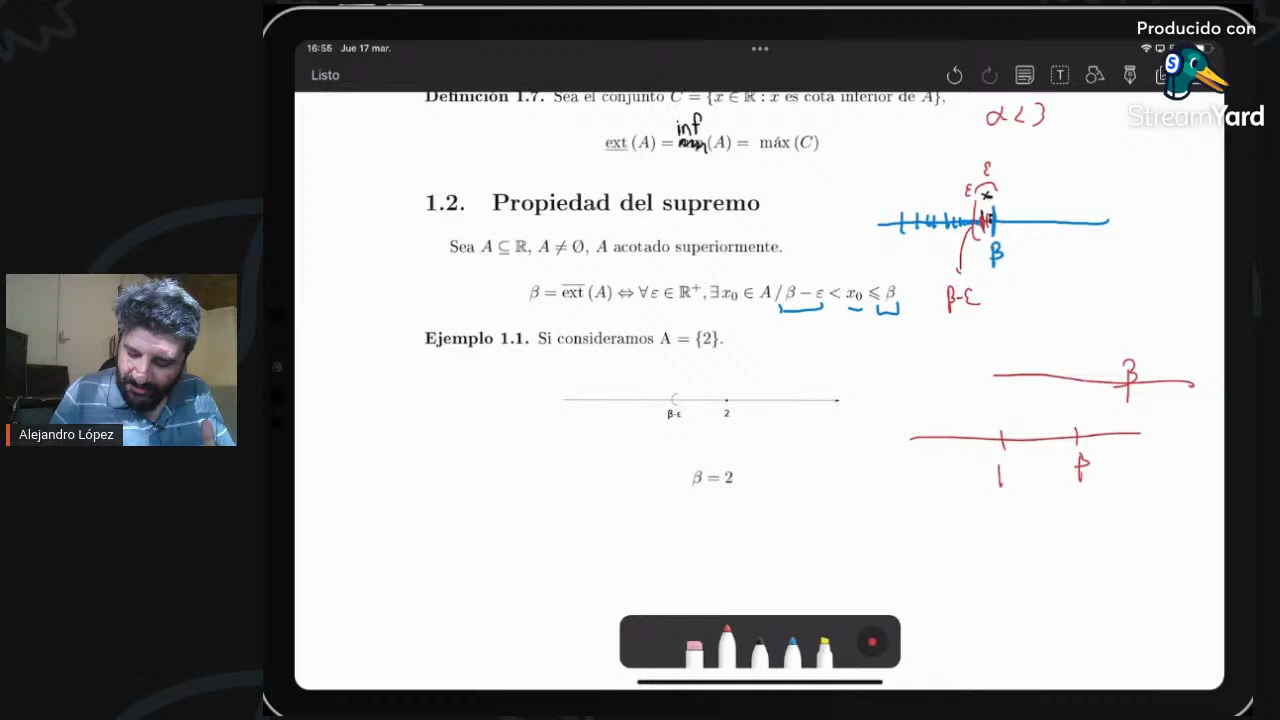 Producido con
StreamYard
16:55 Jue 17 mar.
Listo
Definición 1.7. Sea el conjunto C = {x ∈ ℝ : x es cota inferior de A},
α < 3
inf
ext (A) = (A) = máx (C)
ε
ε
x
1.2. Propiedad del supremo
Sea A ⊆ ℝ, A ≠ Ø, A acotado superiormente.
β
β = ext (A) ⇔ ∀ ε ∈ ℝ⁺, ∃ x₀ ∈ A / β − ε < x₀ ⩽ β
β-ε
Ejemplo 1.1. Si consideramos A = {2}.
β
β-ε 2
β
β = 2
Alejandro López